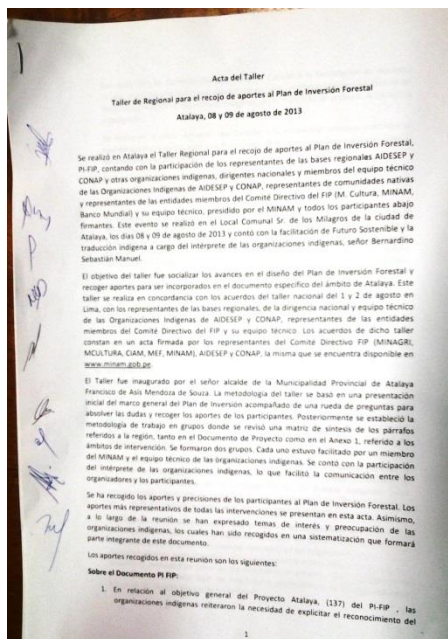 Acta del Taller
Taller de Regional para el recojo de aportes al Plan de Inversión Forestal
Atalaya, 08 y 09 de agosto de 2013
Se realizó en Atalaya el Taller Regional para el recojo de aportes al Plan de Inversión Forestal,
PI-FIP, contando con la participación de los representantes de las bases regionales AIDESEP y
CONAP y otras organizaciones indígenas, dirigentes nacionales y miembros del equipo técnico
de las Organizaciones Indígenas de AIDESEP y CONAP, representantes de comunidades nativas
y representantes de las entidades miembros del Comité Directivo del FIP (M. Cultura, MINAM,
Banco Mundial) y su equipo técnico, presidido por el MINAM y todos los participantes abajo
firmantes. Este evento se realizó en el Local Comunal Sr. de los Milagros de la ciudad de
Atalaya, los días 08 y 09 de agosto de 2013 y contó con la facilitación de Futuro Sostenible y la
traducción indígena a cargo del intérprete de las organizaciones indígenas, señor Bernardino
Sebastián Manuel.
El objetivo del taller fue socializar los avances en el diseño del Plan de Inversión Forestal y
recoger aportes para ser incorporados en el documento específico del ámbito de Atalaya. Este
taller se realiza en concordancia con los acuerdos del taller nacional del 1 y 2 de agosto en
Lima, con los representantes de las bases regionales, de la dirigencia nacional y equipo técnico
de las Organizaciones Indígenas de AIDESEP y CONAP, representantes de las entidades
miembros del Comité Directivo del FIP y su equipo técnico. Los acuerdos de dicho taller
constan en un acta firmada por los representantes del Comité Directivo FIP (MINAGRI,
MCULTURA, CIAM, MEF, MINAM), AIDESEP y CONAP, la misma que se encuentra disponible en
www.minam.gob.pe.
El Taller fue inaugurado por el señor alcalde de la Municipalidad Provincial de Atalaya
Francisco de Asis Mendoza de Souza. La metodología del taller se basó en una presentación
inicial del marco general del Plan de Inversión acompañado de una rueda de preguntas para
absolver las dudas y recoger los aportes de los participantes. Posteriormente se estableció la
metodología de trabajo en grupos donde se revisó una matriz de síntesis de los párrafos
referidos a la región, tanto en el Documento de Proyecto como en el Anexo 1, referido a los
ámbitos de intervención. Se formaron dos grupos. Cada uno estuvo facilitado por un miembro
del MINAM y el equipo técnico de las organizaciones indígenas. Se contó con la participación
del intérprete de las organizaciones indígenas, lo que facilitó la comunicación entre los
organizadores y los participantes.
Se ha recogido los aportes y precisiones de los participantes al Plan de Inversión Forestal. Los
aportes más representativos de todas las intervenciones se presentan en esta acta. Asimismo,
a lo largo de la reunión se han expresado temas de interés y preocupación de las
organizaciones indígenas, los cuales han sido recogidos en una sistematización que formará
parte integrante de este documento.
Los aportes recogidos en esta reunión son los siguientes:
Sobre el Documento PI FIP:
1. En relación al objetivo general del Proyecto Atalaya, (137) del PI-FIP , las
organizaciones indígenas reiteraron la necesidad de explicitar el reconocimiento del
1